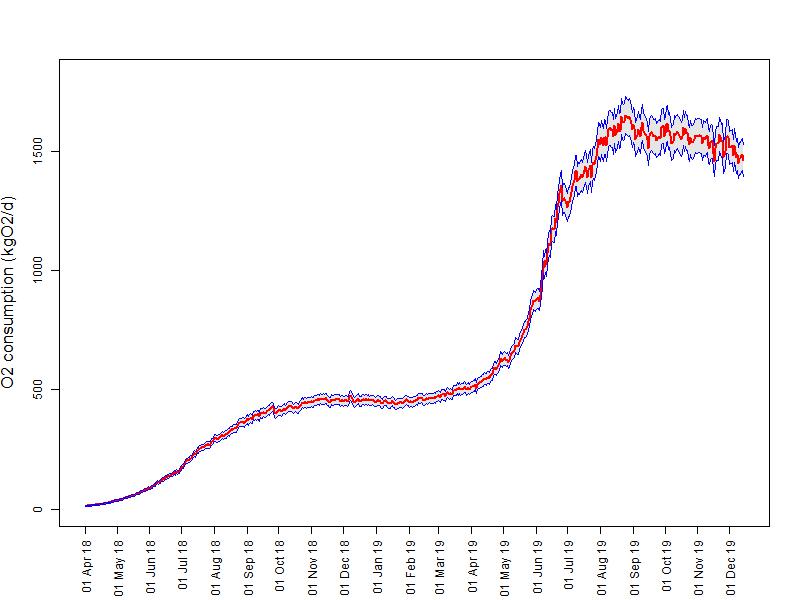 O2 consumption (kgO2/d)
1500
1000
500
0
01 Apr 18
01 May 18
01 Jun 18
01 Jul 18
01 Aug 18
01 Sep 18
01 Oct 18
01 Nov 18
01 Dec 18
01 Jan 19
01 Feb 19
01 Mar 19
01 Apr 19
01 May 19
01 Jun 19
01 Jul 19
01 Aug 19
01 Sep 19
01 Oct 19
01 Nov 19
01 Dec 19